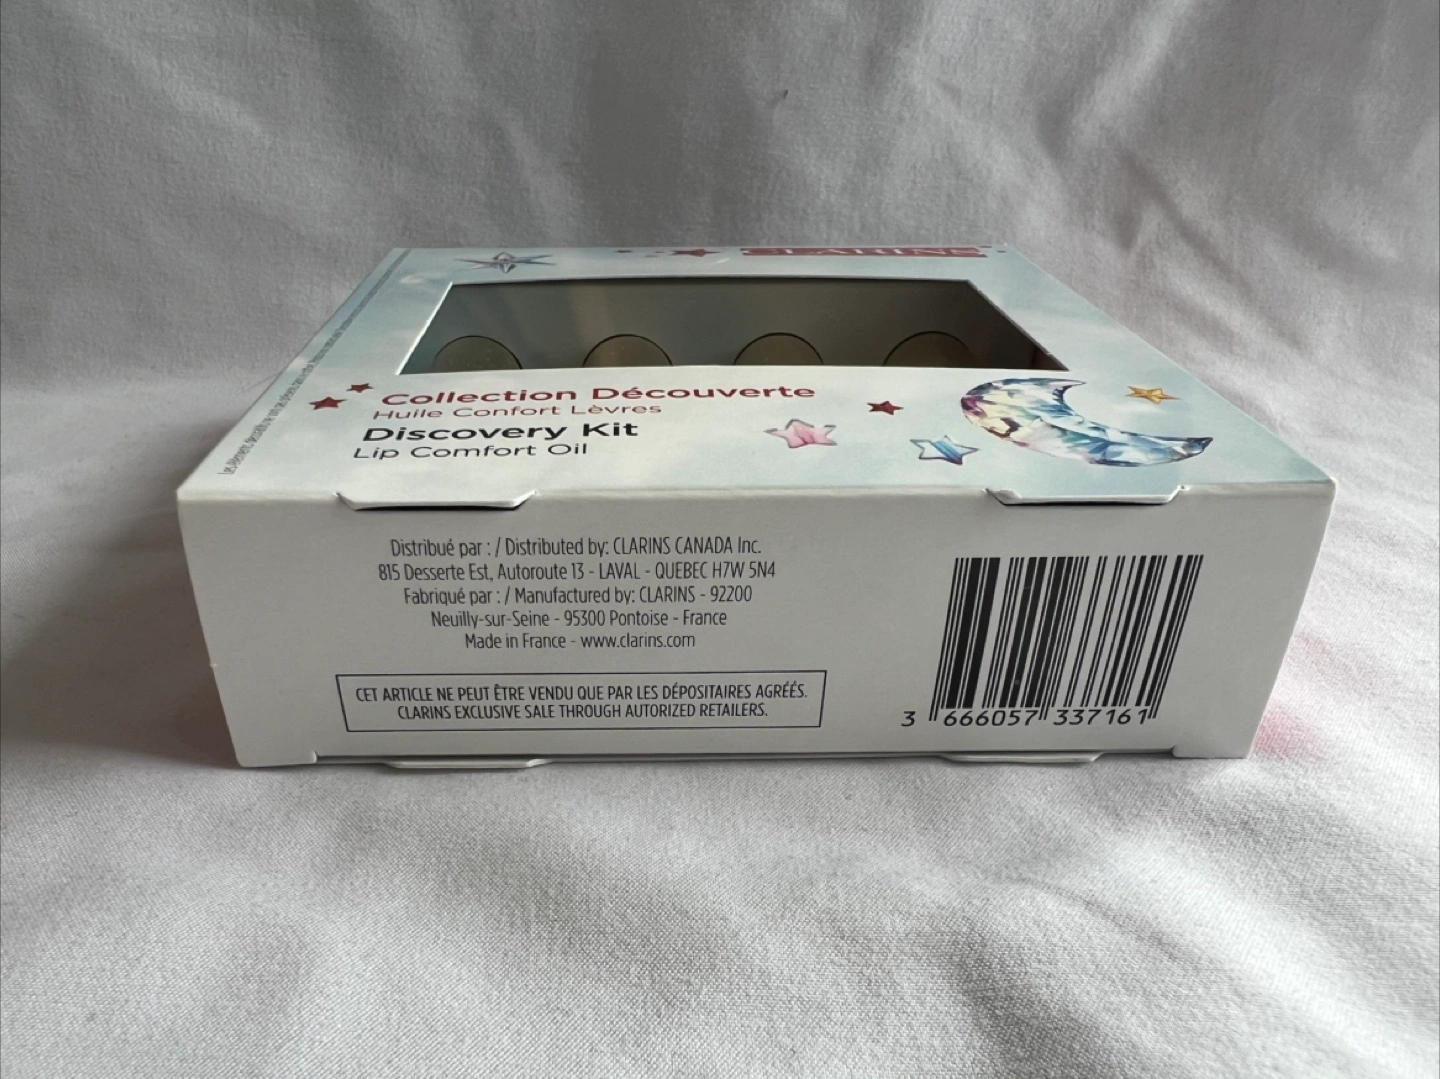 CLARINS
Collection Découverte
Huile Confort Lèvres
Discovery Kit
Lip Comfort Oil
Distribué par : / Distributed by: CLARINS CANADA Inc.
815 Desserte Est, Autoroute 13 - LAVAL - QUEBEC H7W 5N4
Fabriqué par : / Manufactured by: CLARINS - 92200
Neuilly-sur-Seine - 95300 Pontoise - France
Made in France - www.clarins.com
CET ARTICLE NE PEUT ÊTRE VENDU QUE PAR LES DÉPOSITAIRES AGRÉÉS.
CLARINS EXCLUSIVE SALE THROUGH AUTORIZED RETAILERS.
3 666057 337161